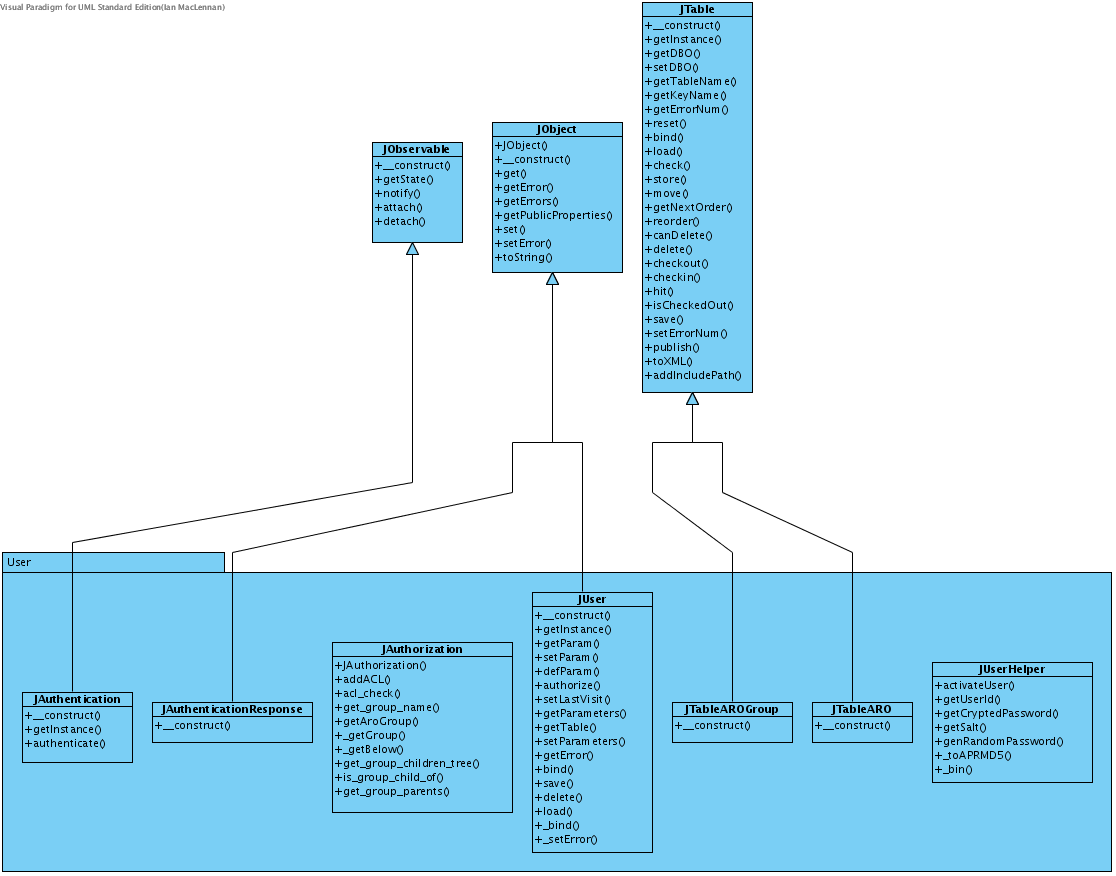 Visual Paradigm for UML Standard Edition(Ian MacLennan)
JTable
+__construct()
+getInstance()
+getDBO()
+setDBO()
+getTableName()
+getKeyName()
+getErrorNum()
+reset()
+bind()
+load()
+check()
+store()
+move()
+getNextOrder()
+reorder()
+canDelete()
+delete()
+checkout()
+checkin()
+hit()
+isCheckedOut()
+save()
+setErrorNum()
+publish()
+toXML()
+addIncludePath()
JObject
+JObject()
+__construct()
+get()
+getError()
+getErrors()
+getPublicProperties()
+set()
+setError()
+toString()
JObservable
+__construct()
+getState()
+notify()
+attach()
+detach()
User
JAuthentication
+__construct()
+getInstance()
+authenticate()
JAuthenticationResponse
+__construct()
JAuthorization
+JAuthorization()
+addACL()
+acl_check()
+get_group_name()
+getAroGroup()
+_getGroup()
+_getBelow()
+get_group_children_tree()
+is_group_child_of()
+get_group_parents()
JUser
+__construct()
+getInstance()
+getParam()
+setParam()
+defParam()
+authorize()
+setLastVisit()
+getParameters()
+getTable()
+setParameters()
+getError()
+bind()
+save()
+delete()
+load()
+_bind()
+_setError()
JTableAROGroup
+__construct()
JTableARO
+__construct()
JUserHelper
+activateUser()
+getUserId()
+getCryptedPassword()
+getSalt()
+genRandomPassword()
+_toAPRMD5()
+_bin()